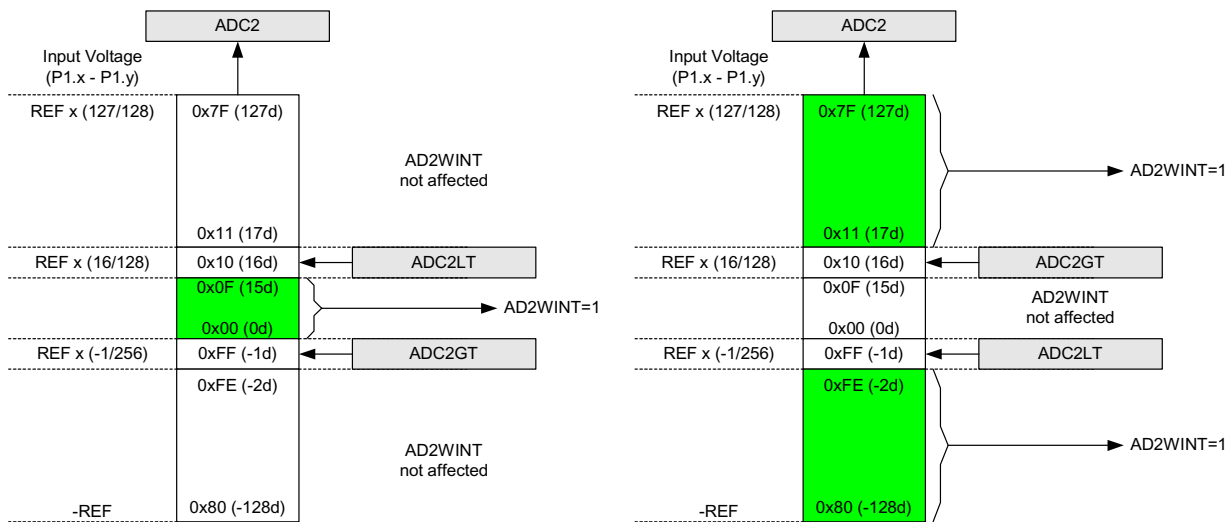 ADC2
Input Voltage
(P1.x - P1.y)
REF x (127/128)
0x7F (127d)
AD2WINT
not affected
0x11 (17d)
REF x (16/128)
0x10 (16d)
ADC2LT
0x0F (15d)
AD2WINT=1
0x00 (0d)
REF x (-1/256)
0xFF (-1d)
ADC2GT
0xFE (-2d)
AD2WINT
not affected
-REF
0x80 (-128d)
ADC2
Input Voltage
(P1.x - P1.y)
REF x (127/128)
0x7F (127d)
AD2WINT=1
0x11 (17d)
REF x (16/128)
0x10 (16d)
ADC2GT
0x0F (15d)
AD2WINT
not affected
0x00 (0d)
REF x (-1/256)
0xFF (-1d)
ADC2LT
0xFE (-2d)
AD2WINT=1
-REF
0x80 (-128d)